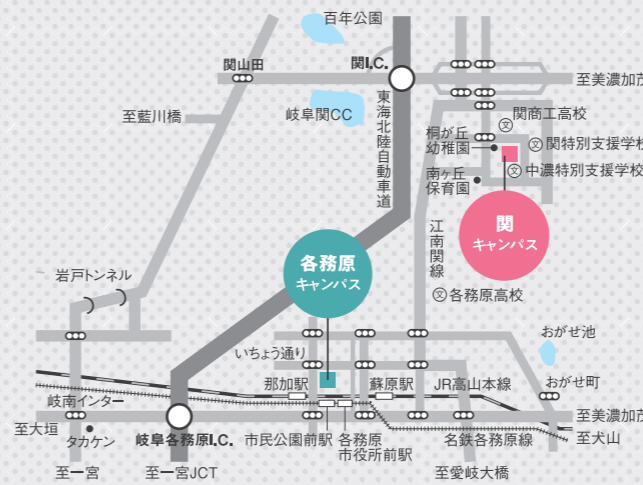 百年公園
関山田
関I.C.
至美濃加茂
至藍川橋
岐阜関CC
東海北陸自動車道
関商工高校
桐が丘
幼稚園
文
文 関特別支援学校
文 中濃特別支援学校
南ヶ丘
保育園
関
キャンパス
江南関線
各務原
キャンパス
文 各務原高校
岩戸トンネル
いちょう通り
おがせ池
那加駅
蘇原駅
JR高山本線
おがせ町
岐南インター
至大垣
タカケン
岐阜各務原I.C.
市民公園前駅
各務原
市役所前駅
名鉄各務原線
至美濃加茂
至犬山
至一宮
至一宮JCT
至愛岐大橋